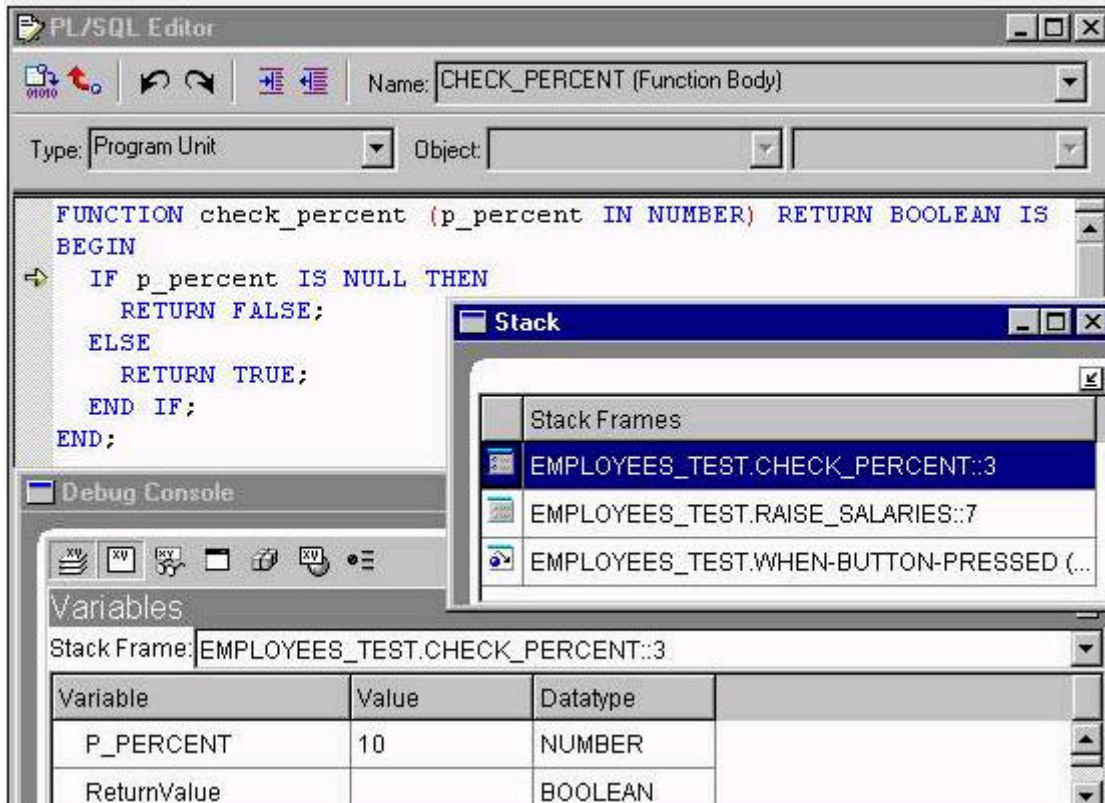 PL/SQL Editor
Name: CHECK_PERCENT (Function Body)
Type: Program Unit Object:
FUNCTION check_percent (p_percent IN NUMBER) RETURN BOOLEAN IS
BEGIN
IF p_percent IS NULL THEN
RETURN FALSE;
ELSE
RETURN TRUE;
END IF;
END;
Stack
Stack Frames
EMPLOYEES_TEST.CHECK_PERCENT::3
EMPLOYEES_TEST.RAISE_SALARIES::7
EMPLOYEES_TEST.WHEN-BUTTON-PRESSED (...
Debug Console
Variables
Stack Frame: EMPLOYEES_TEST.CHECK_PERCENT::3
Variable Value Datatype
P_PERCENT 10 NUMBER
ReturnValue BOOLEAN